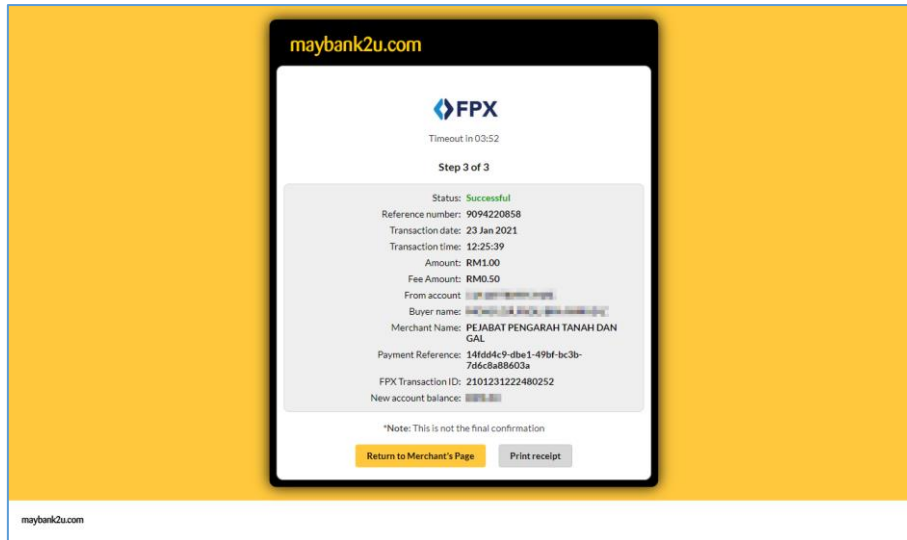 maybank2u.com
FPX
Timeout in 03:52
Step 3 of 3
Status: Successful
Reference number: 9094220858
Transaction date: 23 Jan 2021
Transaction time: 12:25:39
Amount: RM1.00
Fee Amount: RM0.50
From account
Buyer name:
Merchant Name: PEJABAT PENGARAH TANAH DAN
GAL
Payment Reference: 14fdd4c9-dbe1-49bf-bc3b-
7d6c8a88603a
FPX Transaction ID: 2101231222480252
New account balance:
*Note: This is not the final confirmation
Return to Merchant's Page Print receipt
maybank2u.com